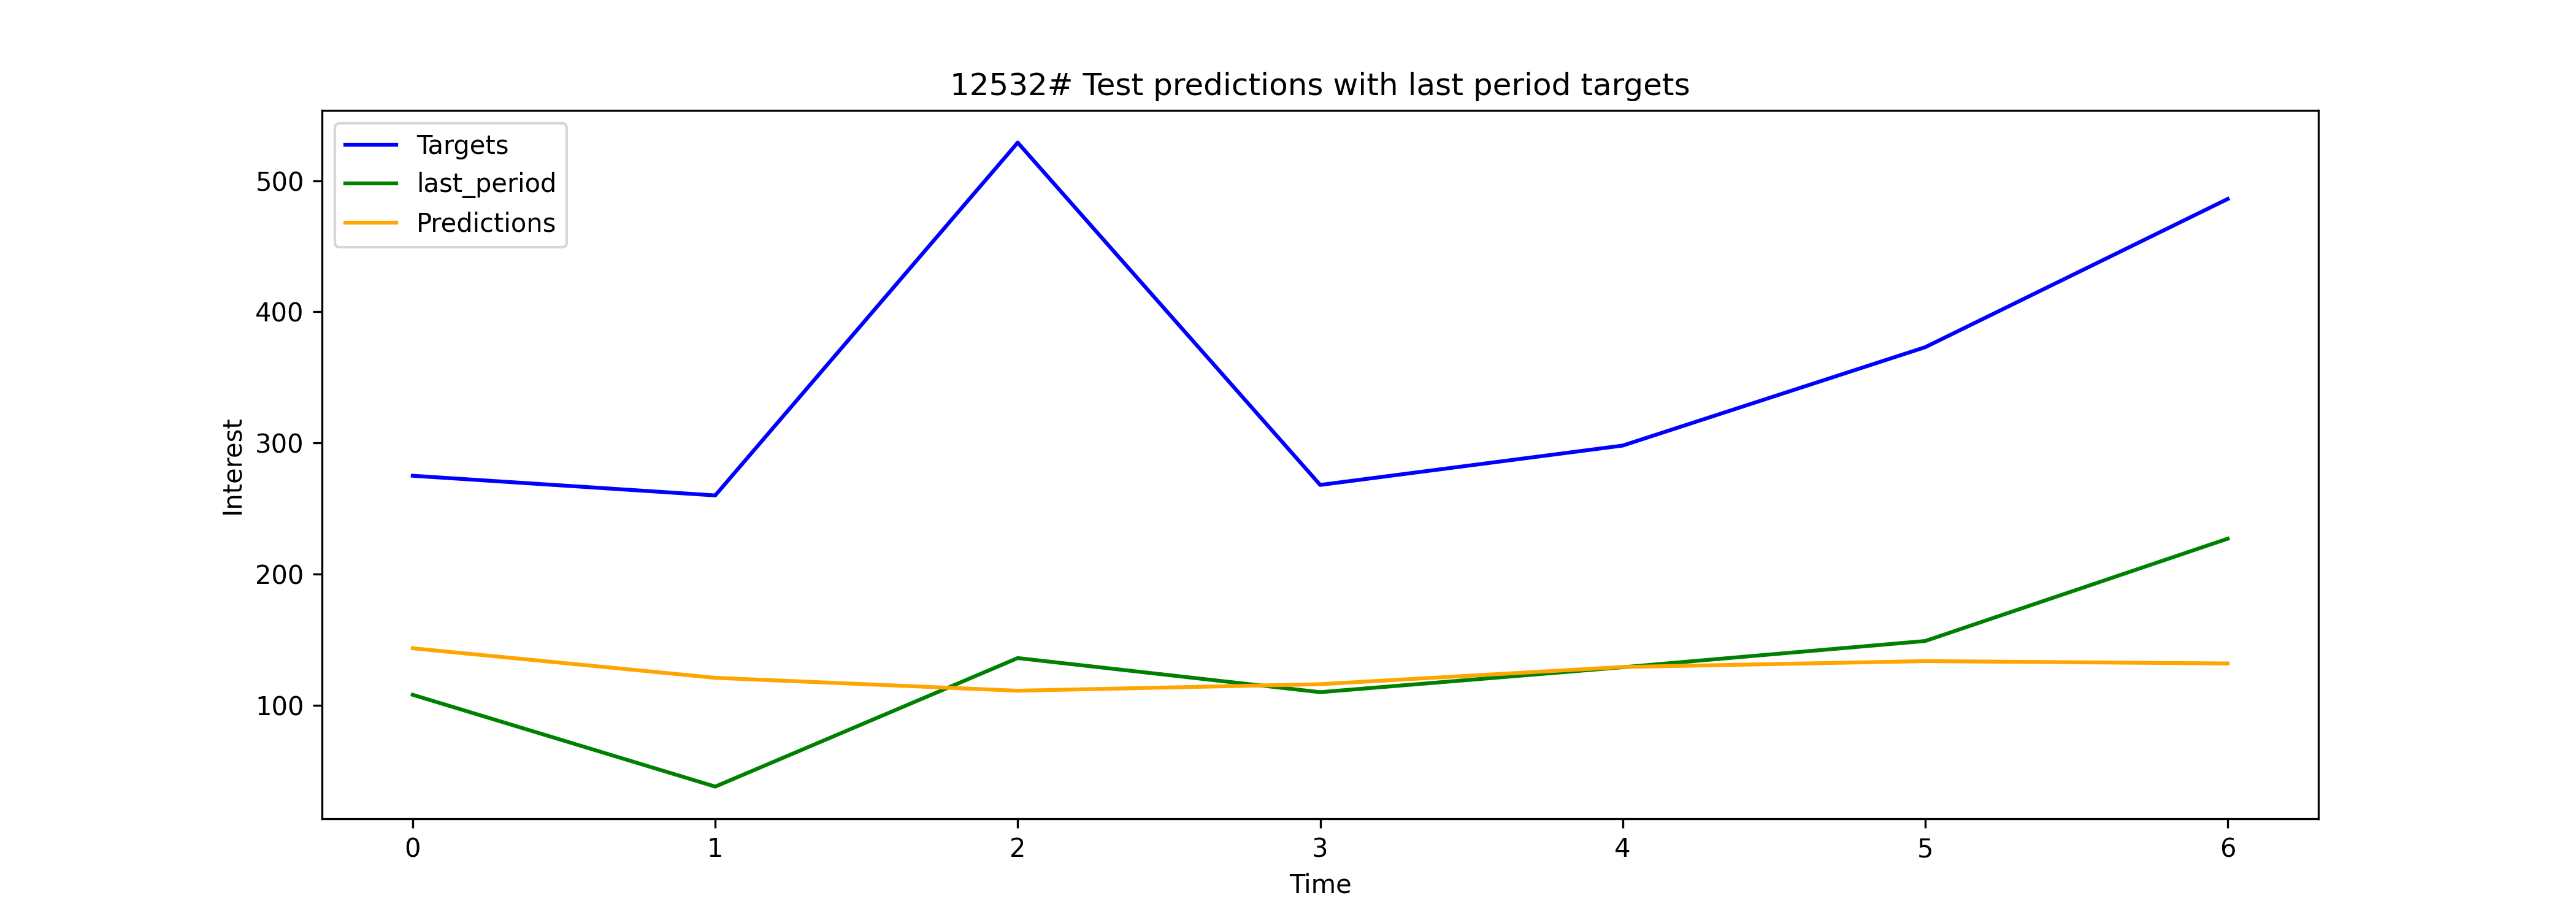 12532# Test predictions with last period targets
Targets
last_period
Predictions
Interest
500
400
300
200
100
0 1 2 3 4 5 6
Time